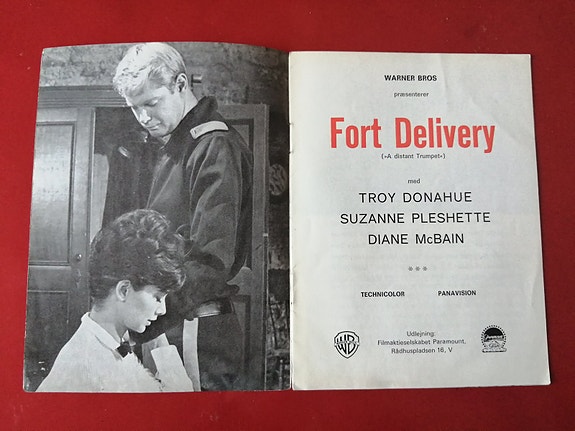 WARNER BROS
præsenterer
Fort Delivery
(»A distant Trumpet«)
med
TROY DONAHUE
SUZANNE PLESHETTE
DIANE McBAIN
***
TECHNICOLOR PANAVISION
Udlejning:
Filmaktieselskabet Paramount,
Rådhuspladsen 16, V